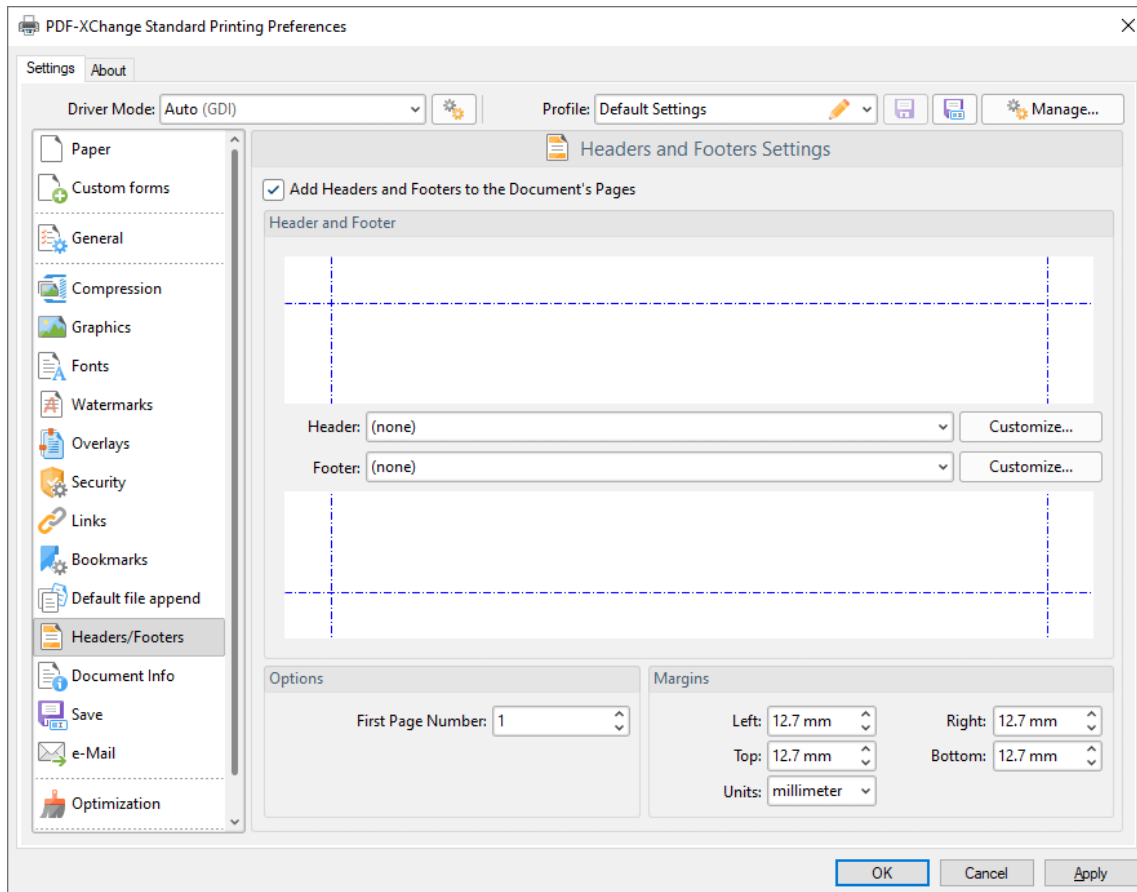 PDF-XChange Standard Printing Preferences
Settings
About
Driver Mode: Auto (GDI)
Profile: Default Settings
Manage...
Paper
Custom forms
General
Compression
Graphics
Fonts
Watermarks
Overlays
Security
Links
Bookmarks
Default file append
Headers/Footers
Document Info
Save
e-Mail
Optimization
Headers and Footers Settings
Add Headers and Footers to the Document's Pages
Header and Footer
Header: (none) Customize...
Footer: (none) Customize...
Options
First Page Number: 1
Margins
Left: 12.7 mm Right: 12.7 mm
Top: 12.7 mm Bottom: 12.7 mm
Units: millimeter
OK Cancel Apply